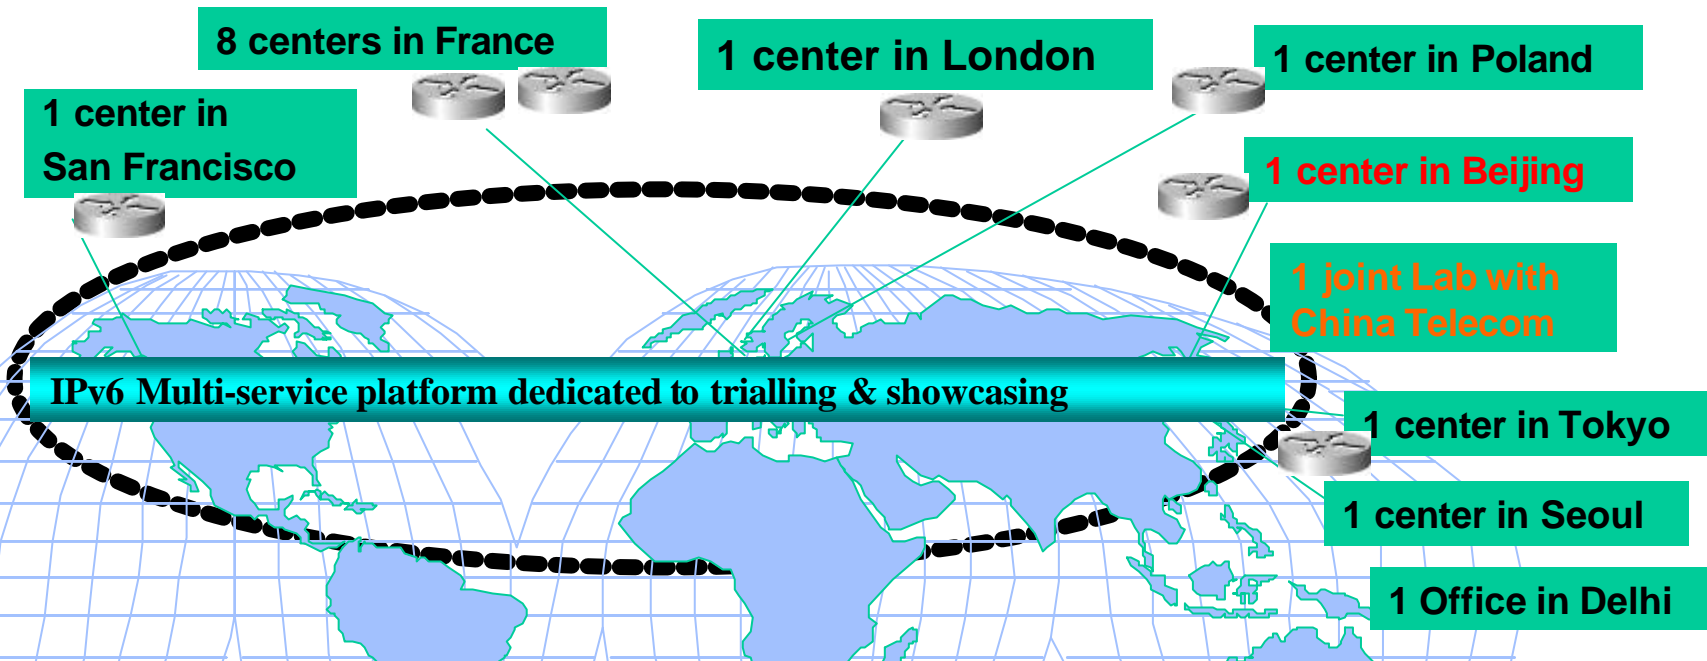 8 centers in France
1 center in London
1 center in Poland
1 center in
San Francisco
1 center in Beijing
1 joint Lab with
China Telecom
IPv6 Multi-service platform dedicated to trialling & showcasing
1 center in Tokyo
1 center in Seoul
1 Office in Delhi